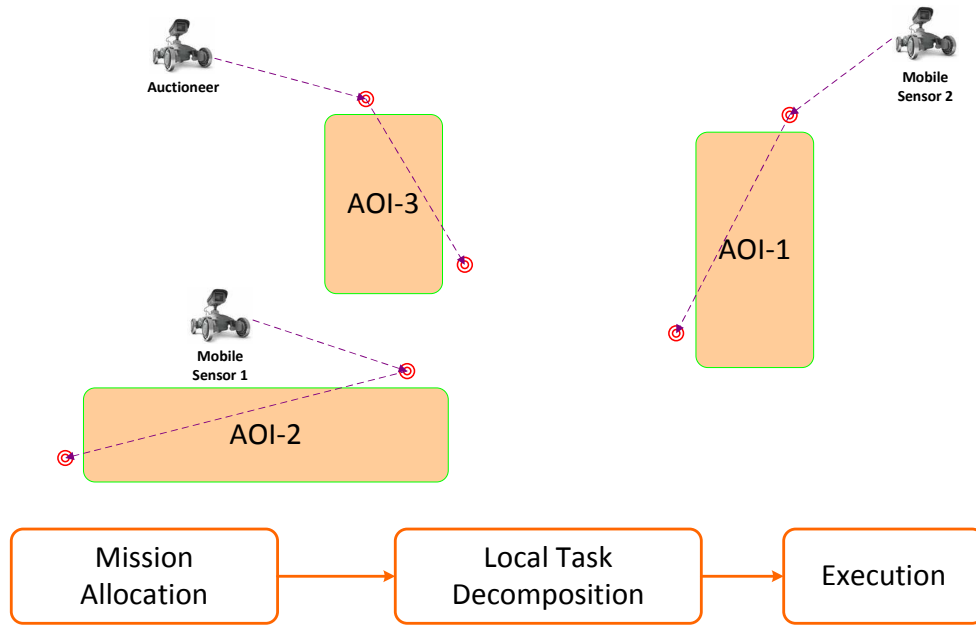 Auctioneer
Mobile
Sensor 2
AOI-3
AOI-1
Mobile
Sensor 1
AOI-2
Mission
Allocation
Local Task
Decomposition
Execution